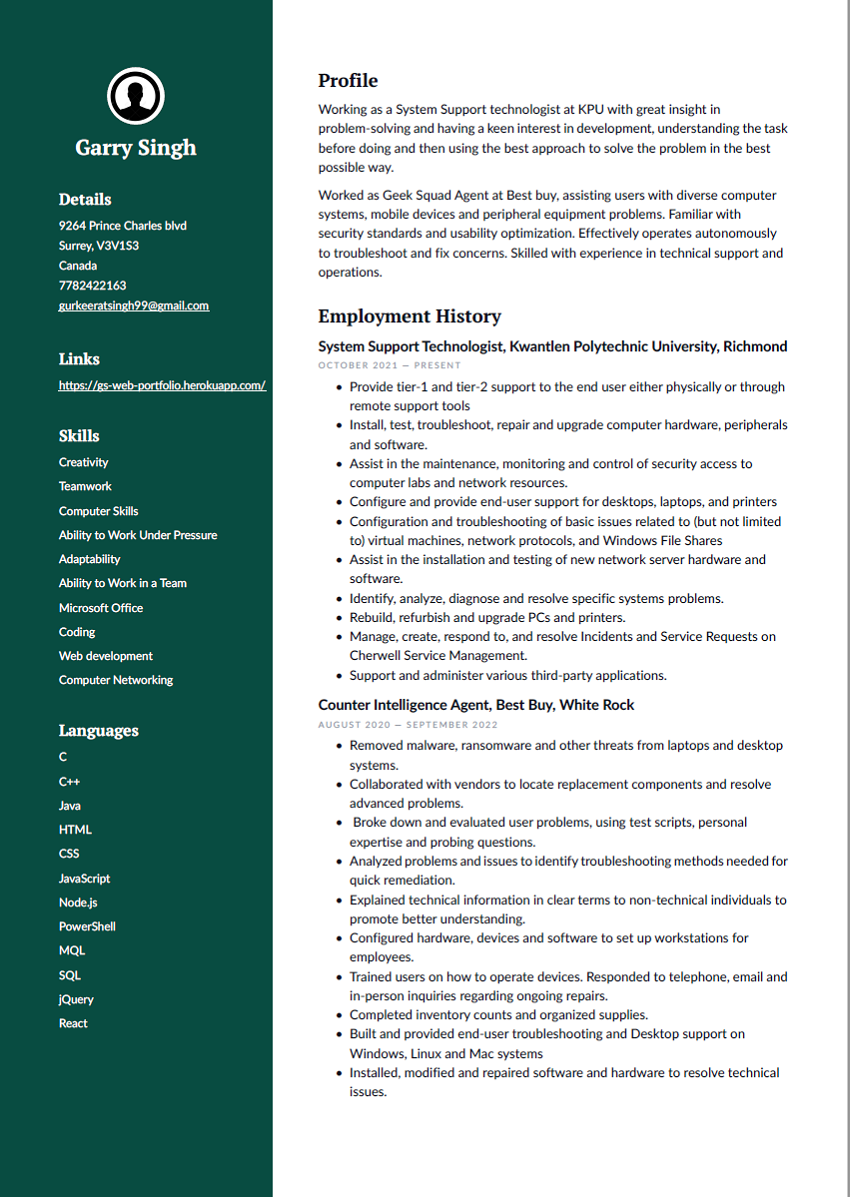 Garry Singh
Details
9264 Prince Charles blvd
Surrey, V3V1S3
Canada
7782422163
gurkeeratsingh99@gmail.com
Links
https://gs-web-portfolio.herokuapp.com/
Skills
Creativity
Teamwork
Computer Skills
Ability to Work Under Pressure
Adaptability
Ability to Work in a Team
Microsoft Office
Coding
Web development
Computer Networking
Languages
C
C++
Java
HTML
CSS
JavaScript
Node.js
PowerShell
MQL
SQL
jQuery
React
Profile
Working as a System Support technologist at KPU with great insight in
problem-solving and having a keen interest in development, understanding the task
before doing and then using the best approach to solve the problem in the best
possible way.
Worked as Geek Squad Agent at Best buy, assisting users with diverse computer
systems, mobile devices and peripheral equipment problems. Familiar with
security standards and usability optimization. Effectively operates autonomously
to troubleshoot and fix concerns. Skilled with experience in technical support and
operations.
Employment History
System Support Technologist, Kwantlen Polytechnic University, Richmond
OCTOBER 2021 — PRESENT
• Provide tier-1 and tier-2 support to the end user either physically or through
remote support tools
• Install, test, troubleshoot, repair and upgrade computer hardware, peripherals
and software.
• Assist in the maintenance, monitoring and control of security access to
computer labs and network resources.
• Configure and provide end-user support for desktops, laptops, and printers
• Configuration and troubleshooting of basic issues related to (but not limited
to) virtual machines, network protocols, and Windows File Shares
• Assist in the installation and testing of new network server hardware and
software.
• Identify, analyze, diagnose and resolve specific systems problems.
• Rebuild, refurbish and upgrade PCs and printers.
• Manage, create, respond to, and resolve Incidents and Service Requests on
Cherwell Service Management.
• Support and administer various third-party applications.
Counter Intelligence Agent, Best Buy, White Rock
AUGUST 2020 — SEPTEMBER 2022
• Removed malware, ransomware and other threats from laptops and desktop
systems.
• Collaborated with vendors to locate replacement components and resolve
advanced problems.
• Broke down and evaluated user problems, using test scripts, personal
expertise and probing questions.
• Analyzed problems and issues to identify troubleshooting methods needed for
quick remediation.
• Explained technical information in clear terms to non-technical individuals to
promote better understanding.
• Configured hardware, devices and software to set up workstations for
employees.
• Trained users on how to operate devices. Responded to telephone, email and
in-person inquiries regarding ongoing repairs.
• Completed inventory counts and organized supplies.
• Built and provided end-user troubleshooting and Desktop support on
Windows, Linux and Mac systems
• Installed, modified and repaired software and hardware to resolve technical
issues.